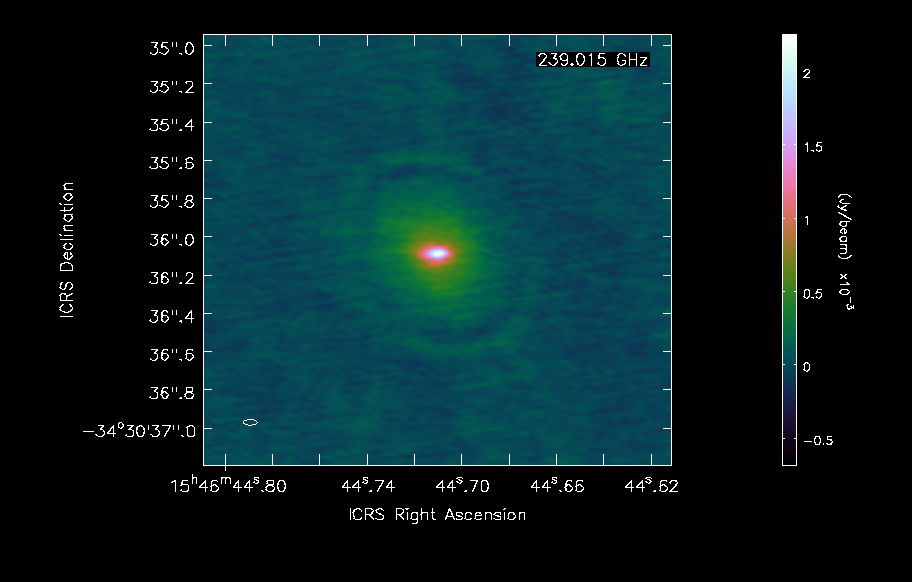 239.015 GHz
35".0
35".2
35".4
35".6
35".8
36".0
36".2
36".4
36".6
36".8
−34°30'37".0
ICRS Declination
15ʰ46ᵐ44ˢ.80
44ˢ.74
44ˢ.70
44ˢ.66
44ˢ.62
ICRS Right Ascension
2
1.5
1
0.5
0
−0.5
(Jy/beam) ×10⁻³